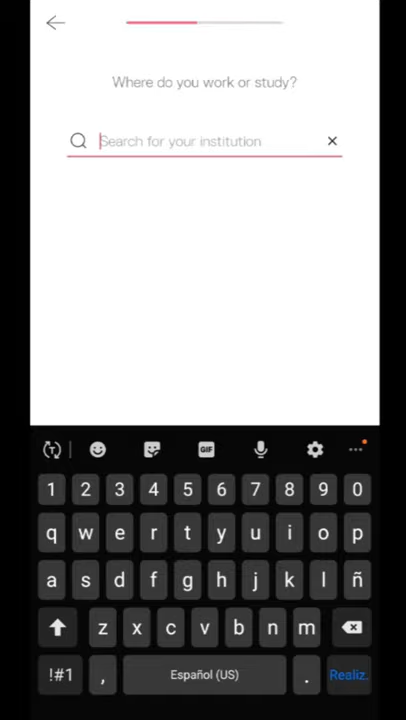 Where do you work or study?
Search for your institution
GIF
1 2 3 4 5 6 7 8 9 0
q w e r t y u i o p
a s d f g h j k l ñ
z x c v b n m
!#1 , Español (US) . Realiz.